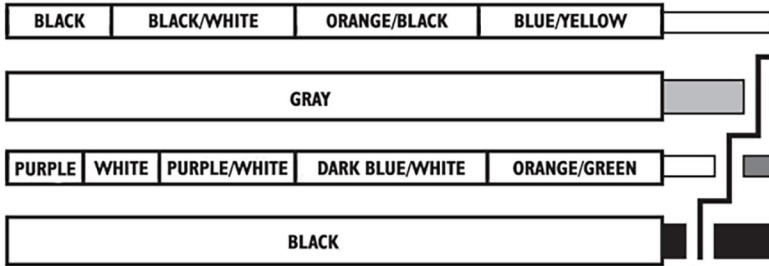 BLACK BLACK/WHITE ORANGE/BLACK BLUE/YELLOW
GRAY
PURPLE WHITE PURPLE/WHITE DARK BLUE/WHITE ORANGE/GREEN
BLACK